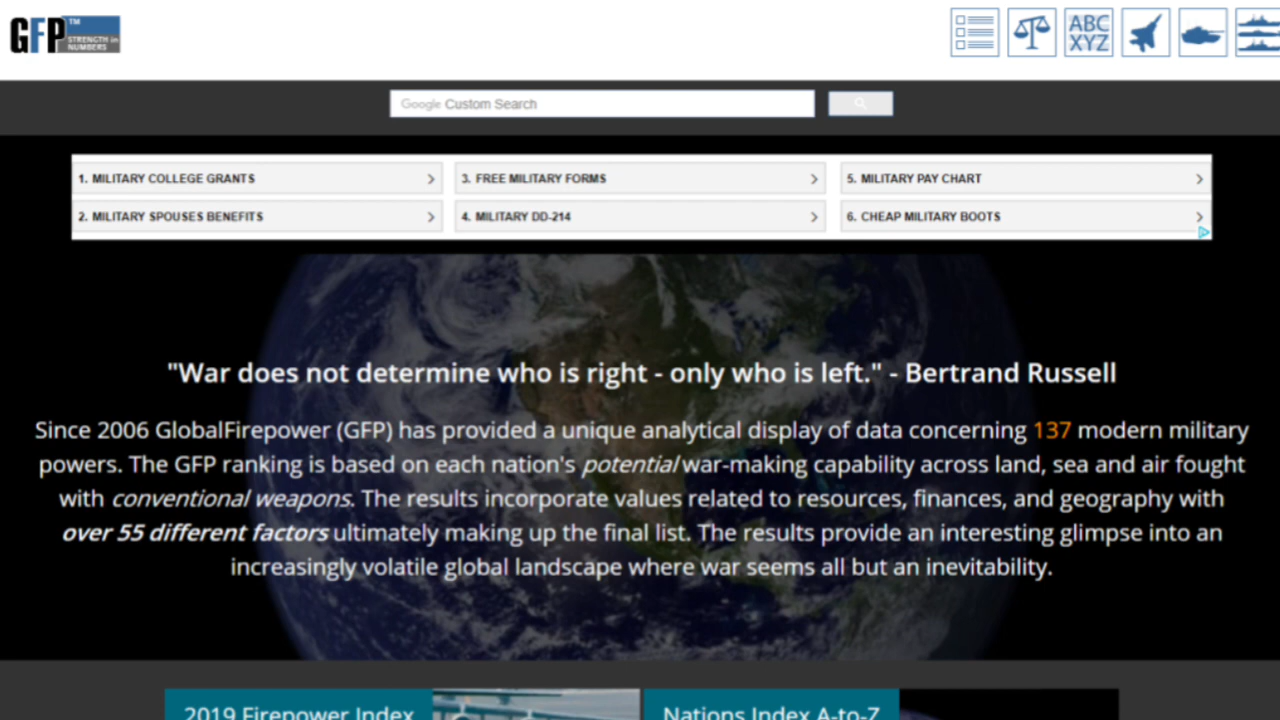 GFP™
STRENGTH in
NUMBERS
ABC
XYZ
Google Custom Search
1. MILITARY COLLEGE GRANTS
3. FREE MILITARY FORMS
5. MILITARY PAY CHART
2. MILITARY SPOUSES BENEFITS
4. MILITARY DD-214
6. CHEAP MILITARY BOOTS
"War does not determine who is right - only who is left." - Bertrand Russell
Since 2006 GlobalFirepower (GFP) has provided a unique analytical display of data concerning 137 modern military
powers. The GFP ranking is based on each nation's potential war-making capability across land, sea and air fought
with conventional weapons. The results incorporate values related to resources, finances, and geography with
over 55 different factors ultimately making up the final list. The results provide an interesting glimpse into an
increasingly volatile global landscape where war seems all but an inevitability.
2019 Firepower Index
Nations Index A-to-Z